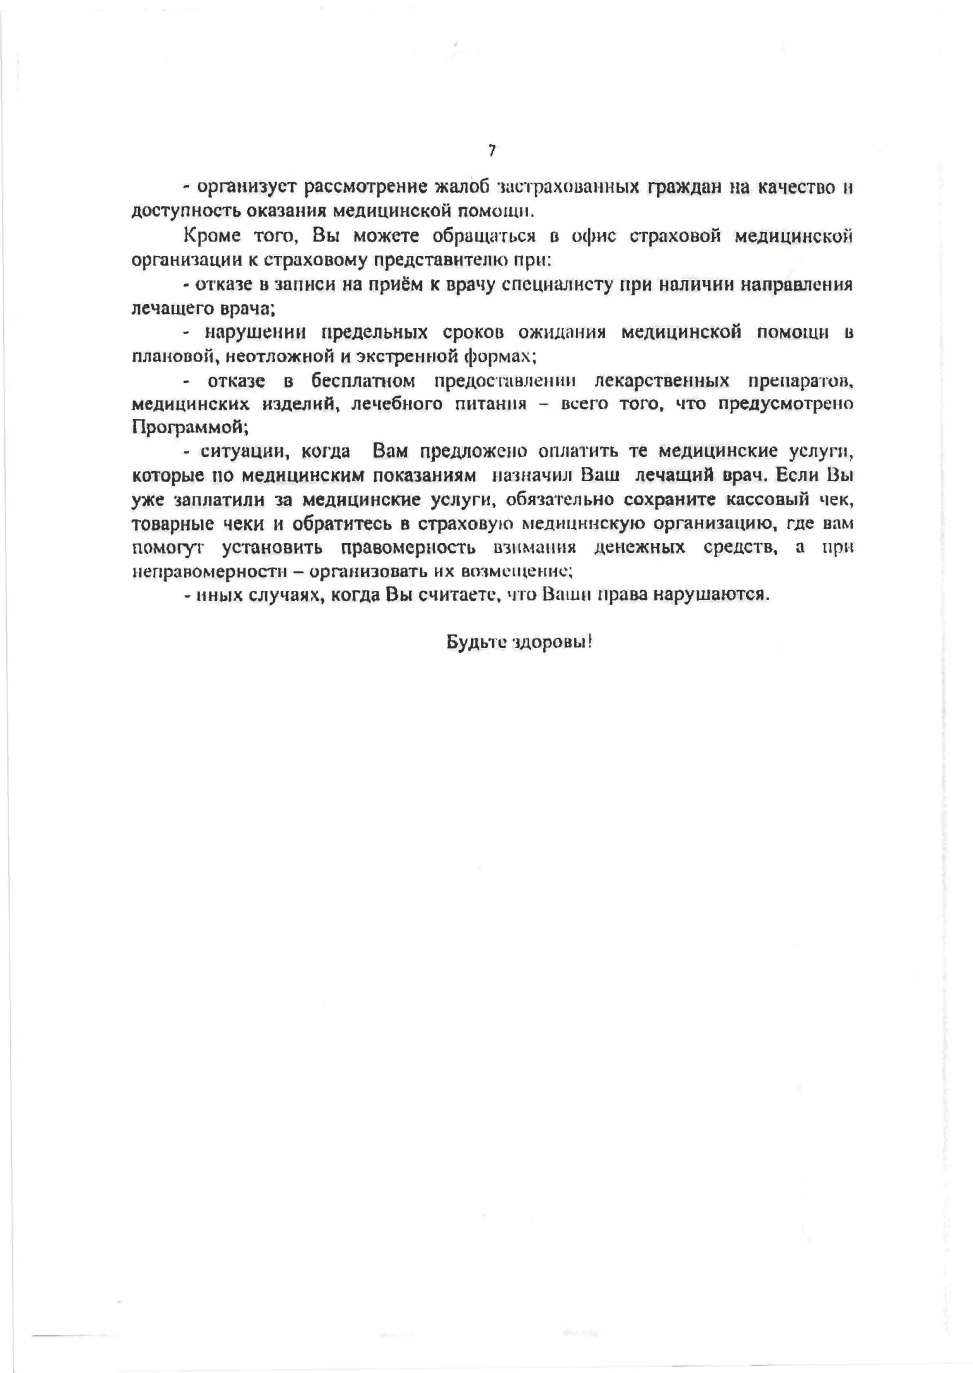 7
- организует рассмотрение жалоб застрахованных граждан на качество и
доступность оказания медицинской помощи.
Кроме того, Вы можете обращаться в офис страховой медицинской
организации к страховому представителю при:
- отказе в записи на приём к врачу специалисту при наличии направления
лечащего врача;
- нарушении предельных сроков ожидания медицинской помощи в
плановой, неотложной и экстренной формах;
- отказе в бесплатном предоставлении лекарственных препаратов,
медицинских изделий, лечебного питания – всего того, что предусмотрено
Программой;
- ситуации, когда Вам предложено оплатить те медицинские услуги,
которые по медицинским показаниям назначил Ваш лечащий врач. Если Вы
уже заплатили за медицинские услуги, обязательно сохраните кассовый чек,
товарные чеки и обратитесь в страховую медицинскую организацию, где вам
помогут установить правомерность взимания денежных средств, а при
неправомерности – организовать их возмещение;
- иных случаях, когда Вы считаете, что Ваши права нарушаются.
Будьте здоровы!